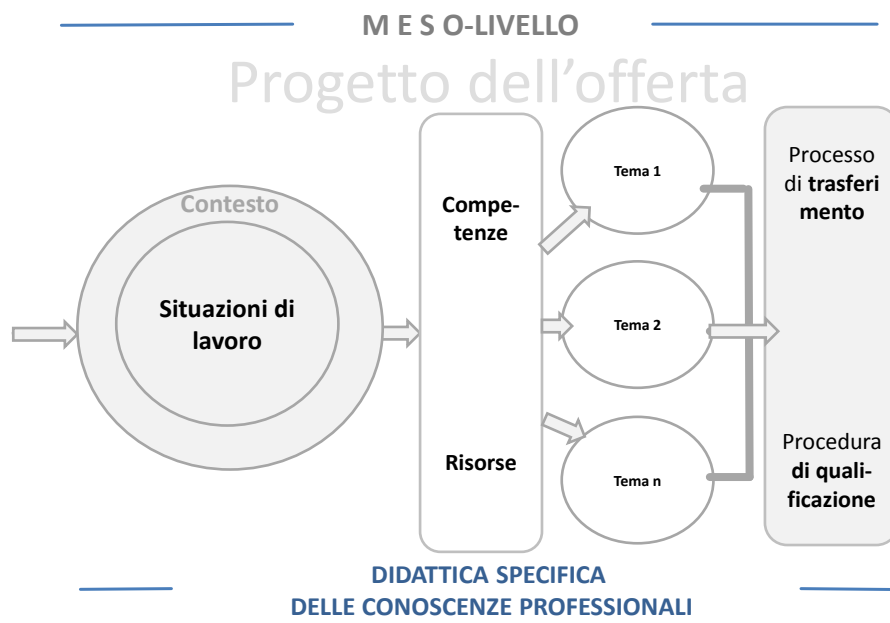 M E S O-LIVELLO
Progetto dell'offerta
Contesto
Situazioni di
lavoro
Compe-
tenze
Risorse
Tema 1
Tema 2
Tema n
Processo
di trasferi
mento
Procedura
di quali-
ficazione
DIDATTICA SPECIFICA
DELLE CONOSCENZE PROFESSIONALI